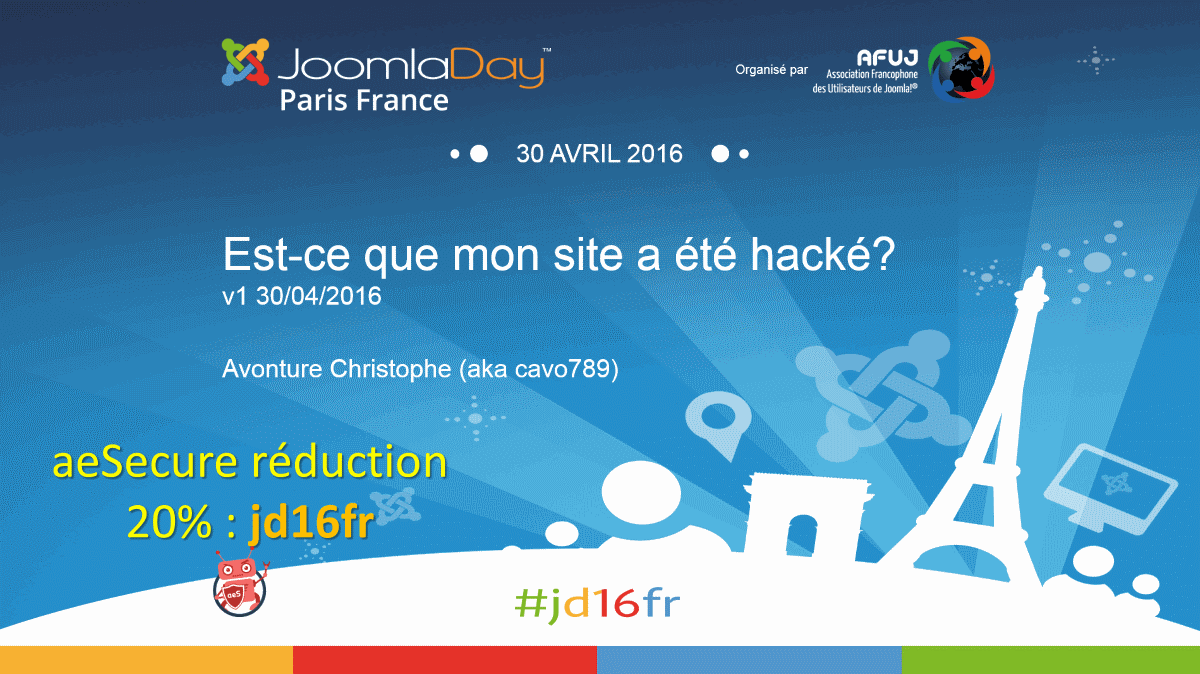 JoomlaDay™
Paris France
Organisé par
AFUJ
Association Francophone
des Utilisateurs de Joomla!®
30 AVRIL 2016
Est-ce que mon site a été hacké?
v1 30/04/2016
Avonture Christophe (aka cavo789)
aeSecure réduction
20% : jd16fr
aeS
#jd16fr